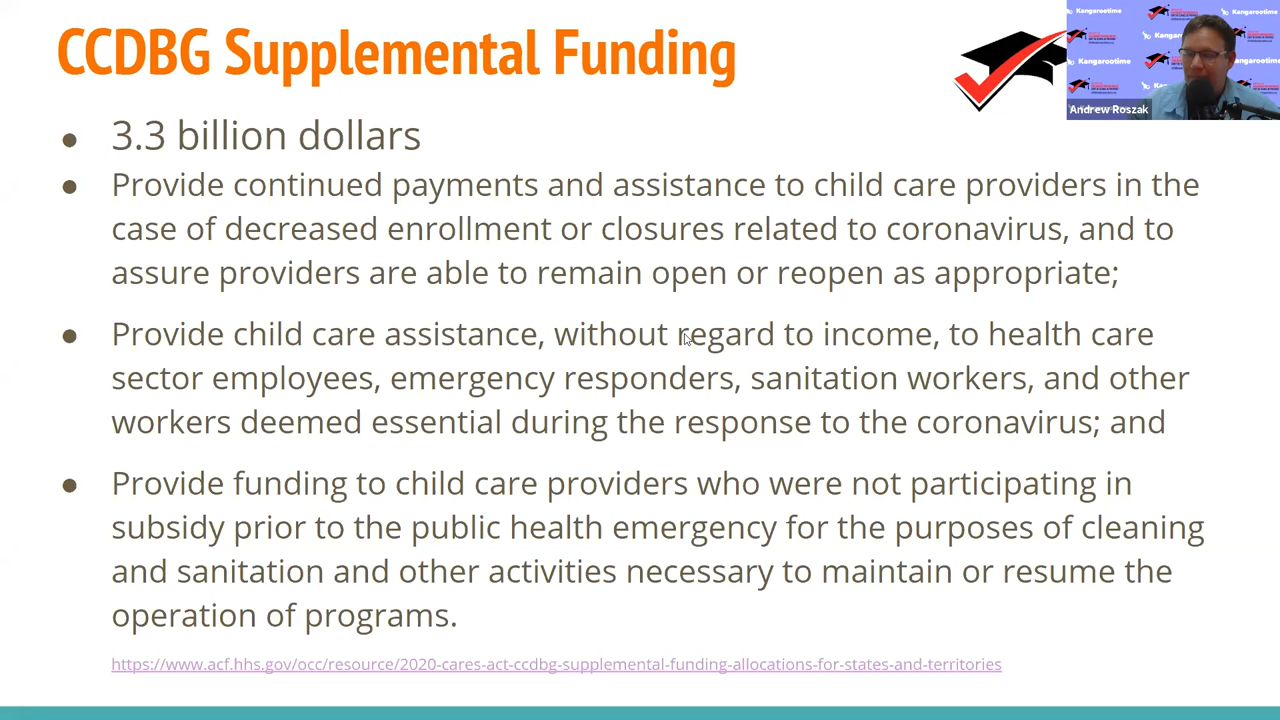 CCDBG Supplemental Funding
Kangarootime
Kangarootime
Andrew Roszak
● 3.3 billion dollars
● Provide continued payments and assistance to child care providers in the
case of decreased enrollment or closures related to coronavirus, and to
assure providers are able to remain open or reopen as appropriate;
● Provide child care assistance, without regard to income, to health care
sector employees, emergency responders, sanitation workers, and other
workers deemed essential during the response to the coronavirus; and
● Provide funding to child care providers who were not participating in
subsidy prior to the public health emergency for the purposes of cleaning
and sanitation and other activities necessary to maintain or resume the
operation of programs.
https://www.acf.hhs.gov/occ/resource/2020-cares-act-ccdbg-supplemental-funding-allocations-for-states-and-territories